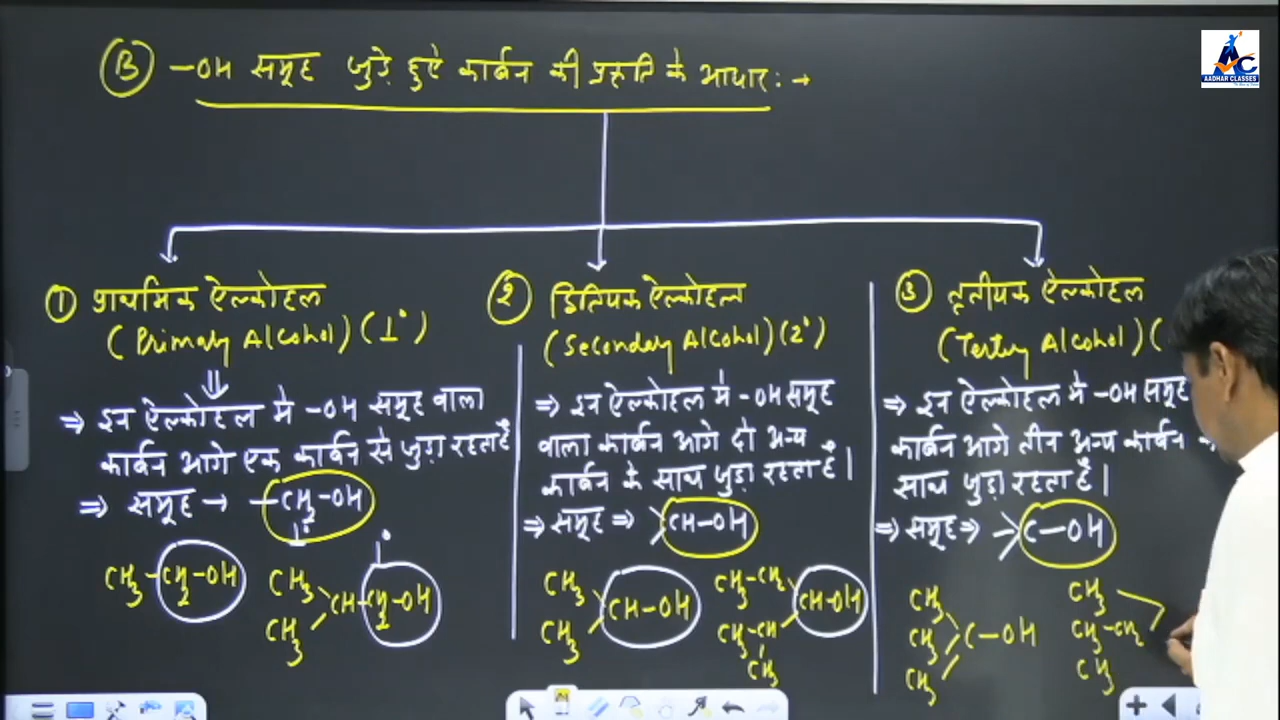 (B) –OH समूह जुड़े हुए कार्बन की प्रकृति के आधार :→
① प्राथमिक ऐल्कोहल
(Primary Alcohol) (1°)
⇒ इन ऐल्कोहल मे –OH समूह वाला
कार्बन आगे एक कार्बन से जुड़ा रहता है
⇒ समूह → –CH₂–OH
1°
1°
CH₃–CH₂–OH
CH₃
CH–CH₂–OH
CH₃
② द्वितियक ऐल्कोहल
(Secondary Alcohol) (2°)
⇒ इन ऐल्कोहल मे –OH समूह
वाला कार्बन आगे दो अन्य
कार्बन के साथ जुड़ा रहता है।
⇒ समूह ⇒ >CH–OH
CH₃
CH–OH
CH₃
CH₃–CH₂
CH–OH
CH₃–CH
CH₃
③ तृतीयक ऐल्कोहल
(Tertiry Alcohol) (
⇒ इन ऐल्कोहल मे –OH समूह
कार्बन आगे तीन अन्य कार्बन
साथ जुड़ा रहता है।
⇒ समूह ⇒ C–OH
CH₃
CH₃ C–OH
CH₃
CH₃
CH₃–CH₂
CH₃
AC
AADHAR CLASSES